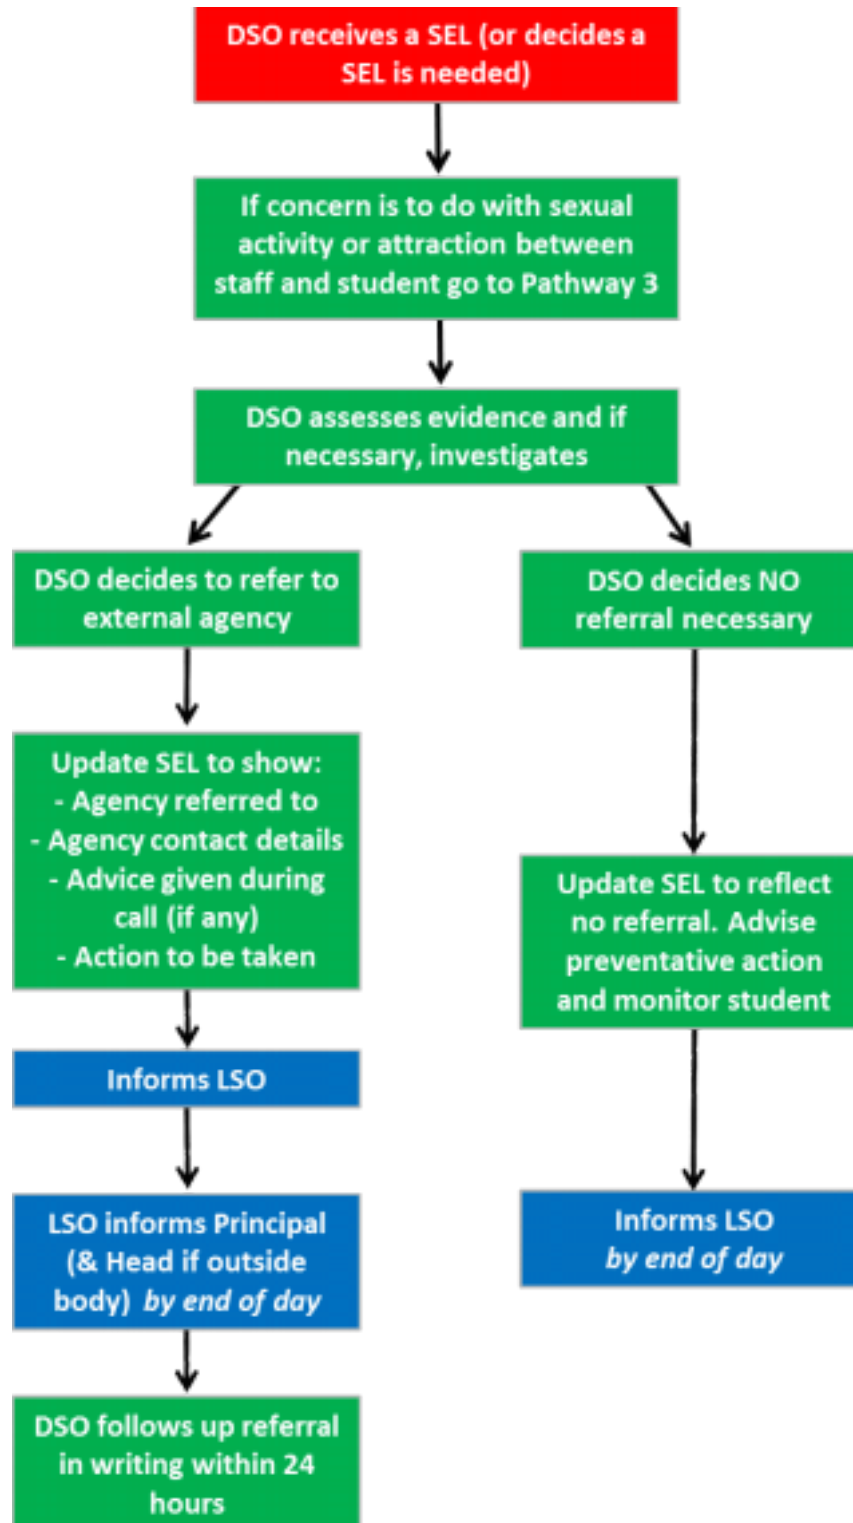 DSO receives a SEL (or decides a
SEL is needed)
If concern is to do with sexual
activity or attraction between
staff and student go to Pathway 3
DSO assesses evidence and if
necessary, investigates
DSO decides to refer to
external agency
DSO decides NO
referral necessary
Update SEL to show:
- Agency referred to
- Agency contact details
- Advice given during
call (if any)
- Action to be taken
Update SEL to reflect
no referral. Advise
preventative action
and monitor student
Informs LSO
LSO informs Principal
(& Head if outside
body) by end of day
Informs LSO
by end of day
DSO follows up referral
in writing within 24
hours